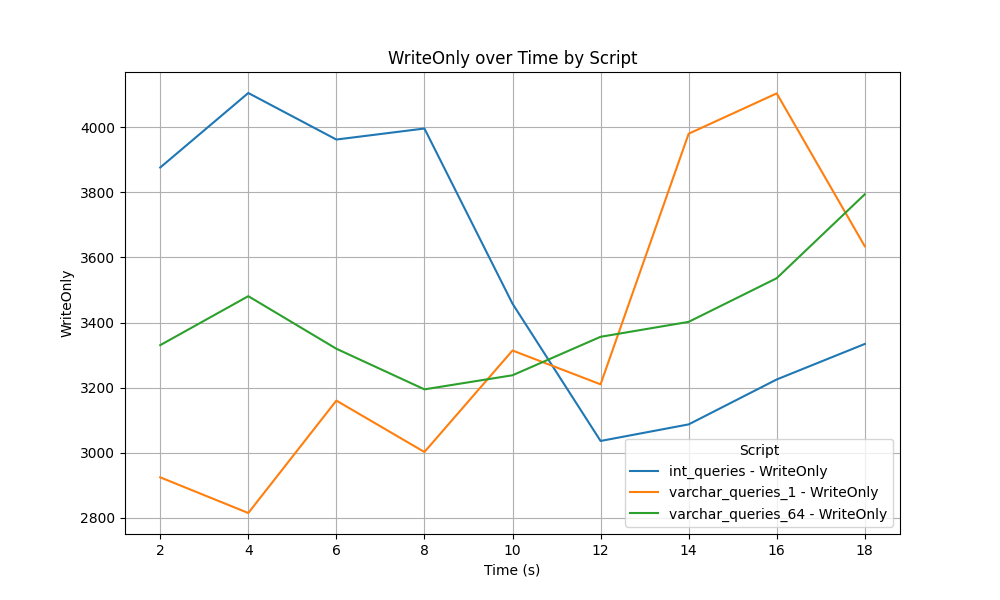 WriteOnly over Time by Script
WriteOnly
4000
3800
3600
3400
3200
3000
2800
2 4 6 8 10 12 14 16 18
Time (s)
Script
int_queries - WriteOnly
varchar_queries_1 - WriteOnly
varchar_queries_64 - WriteOnly